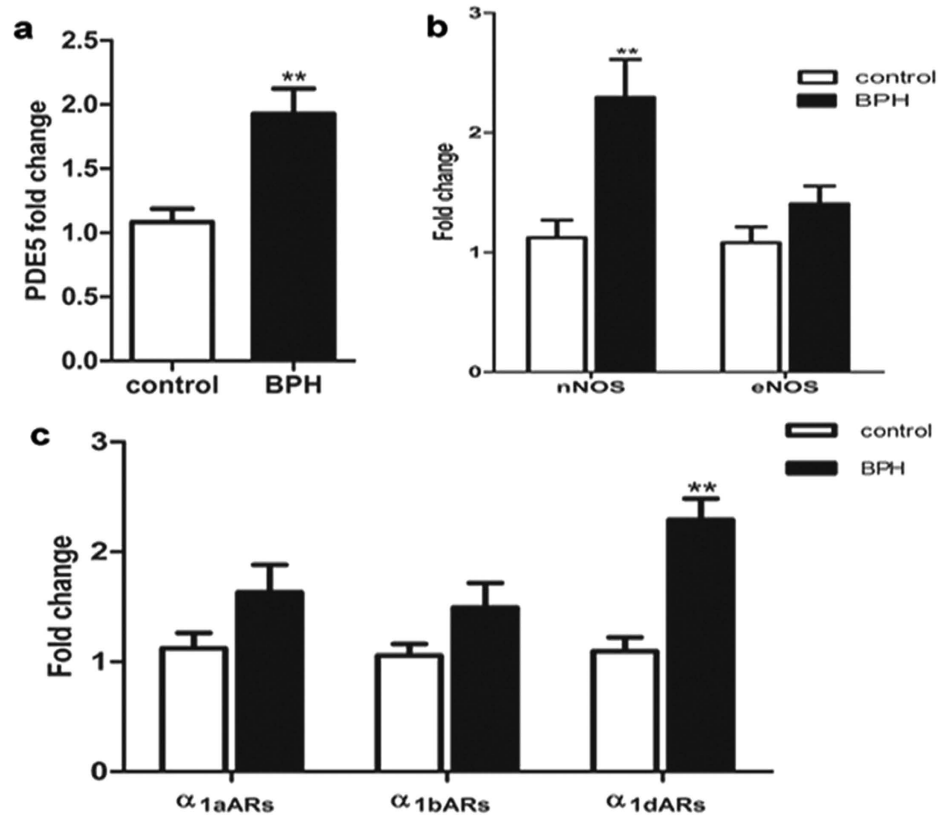 a
PDE5 fold change
2.5
2.0
1.5
1.0
0.5
0.0
**
control BPH
b
Fold change
3
2
1
0
**
nNOS eNOS
control
BPH
c
Fold change
3
2
1
0
**
α1aARs α1bARs α1dARs
control
BPH